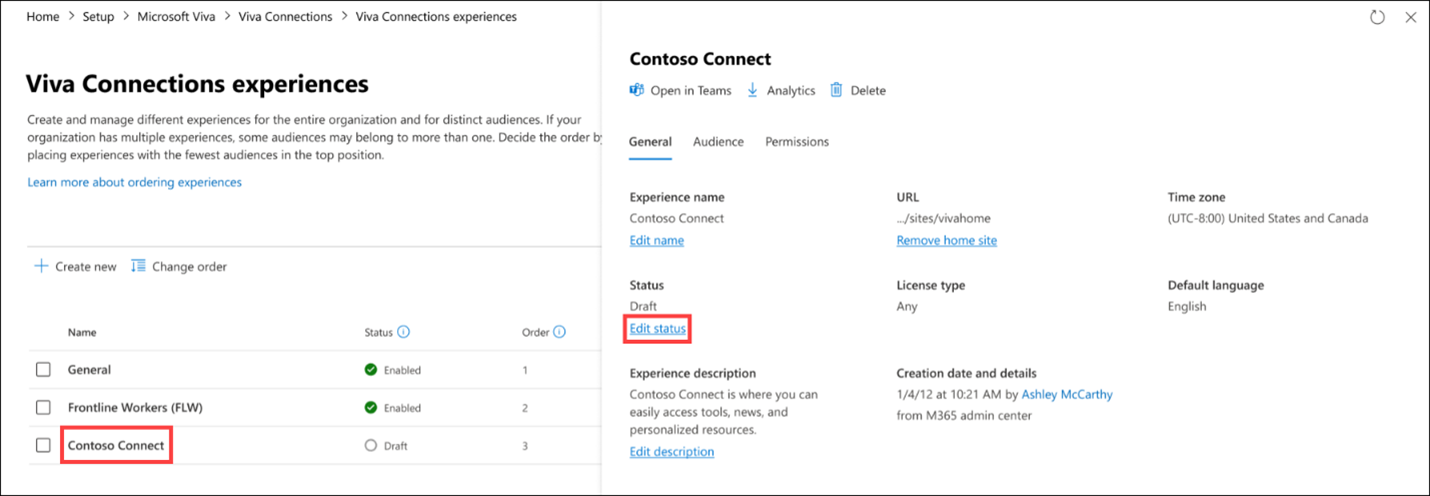 Home > Setup > Microsoft Viva > Viva Connections > Viva Connections experiences
Viva Connections experiences
Create and manage different experiences for the entire organization and for distinct audiences. If your
organization has multiple experiences, some audiences may belong to more than one. Decide the order by
placing experiences with the fewest audiences in the top position.
Learn more about ordering experiences
Create new Change order
Name Status Order
General Enabled 1
Frontline Workers (FLW) Enabled 2
Contoso Connect Draft 3
Contoso Connect
Open in Teams Analytics Delete
General Audience Permissions
Experience name URL Time zone
Contoso Connect .../sites/vivahome (UTC-8:00) United States and Canada
Edit name Remove home site
Status License type Default language
Draft Any English
Edit status
Experience description Creation date and details
Contoso Connect is where you can 1/4/12 at 10:21 AM by Ashley McCarthy
easily access tools, news, and from M365 admin center
personalized resources.
Edit description